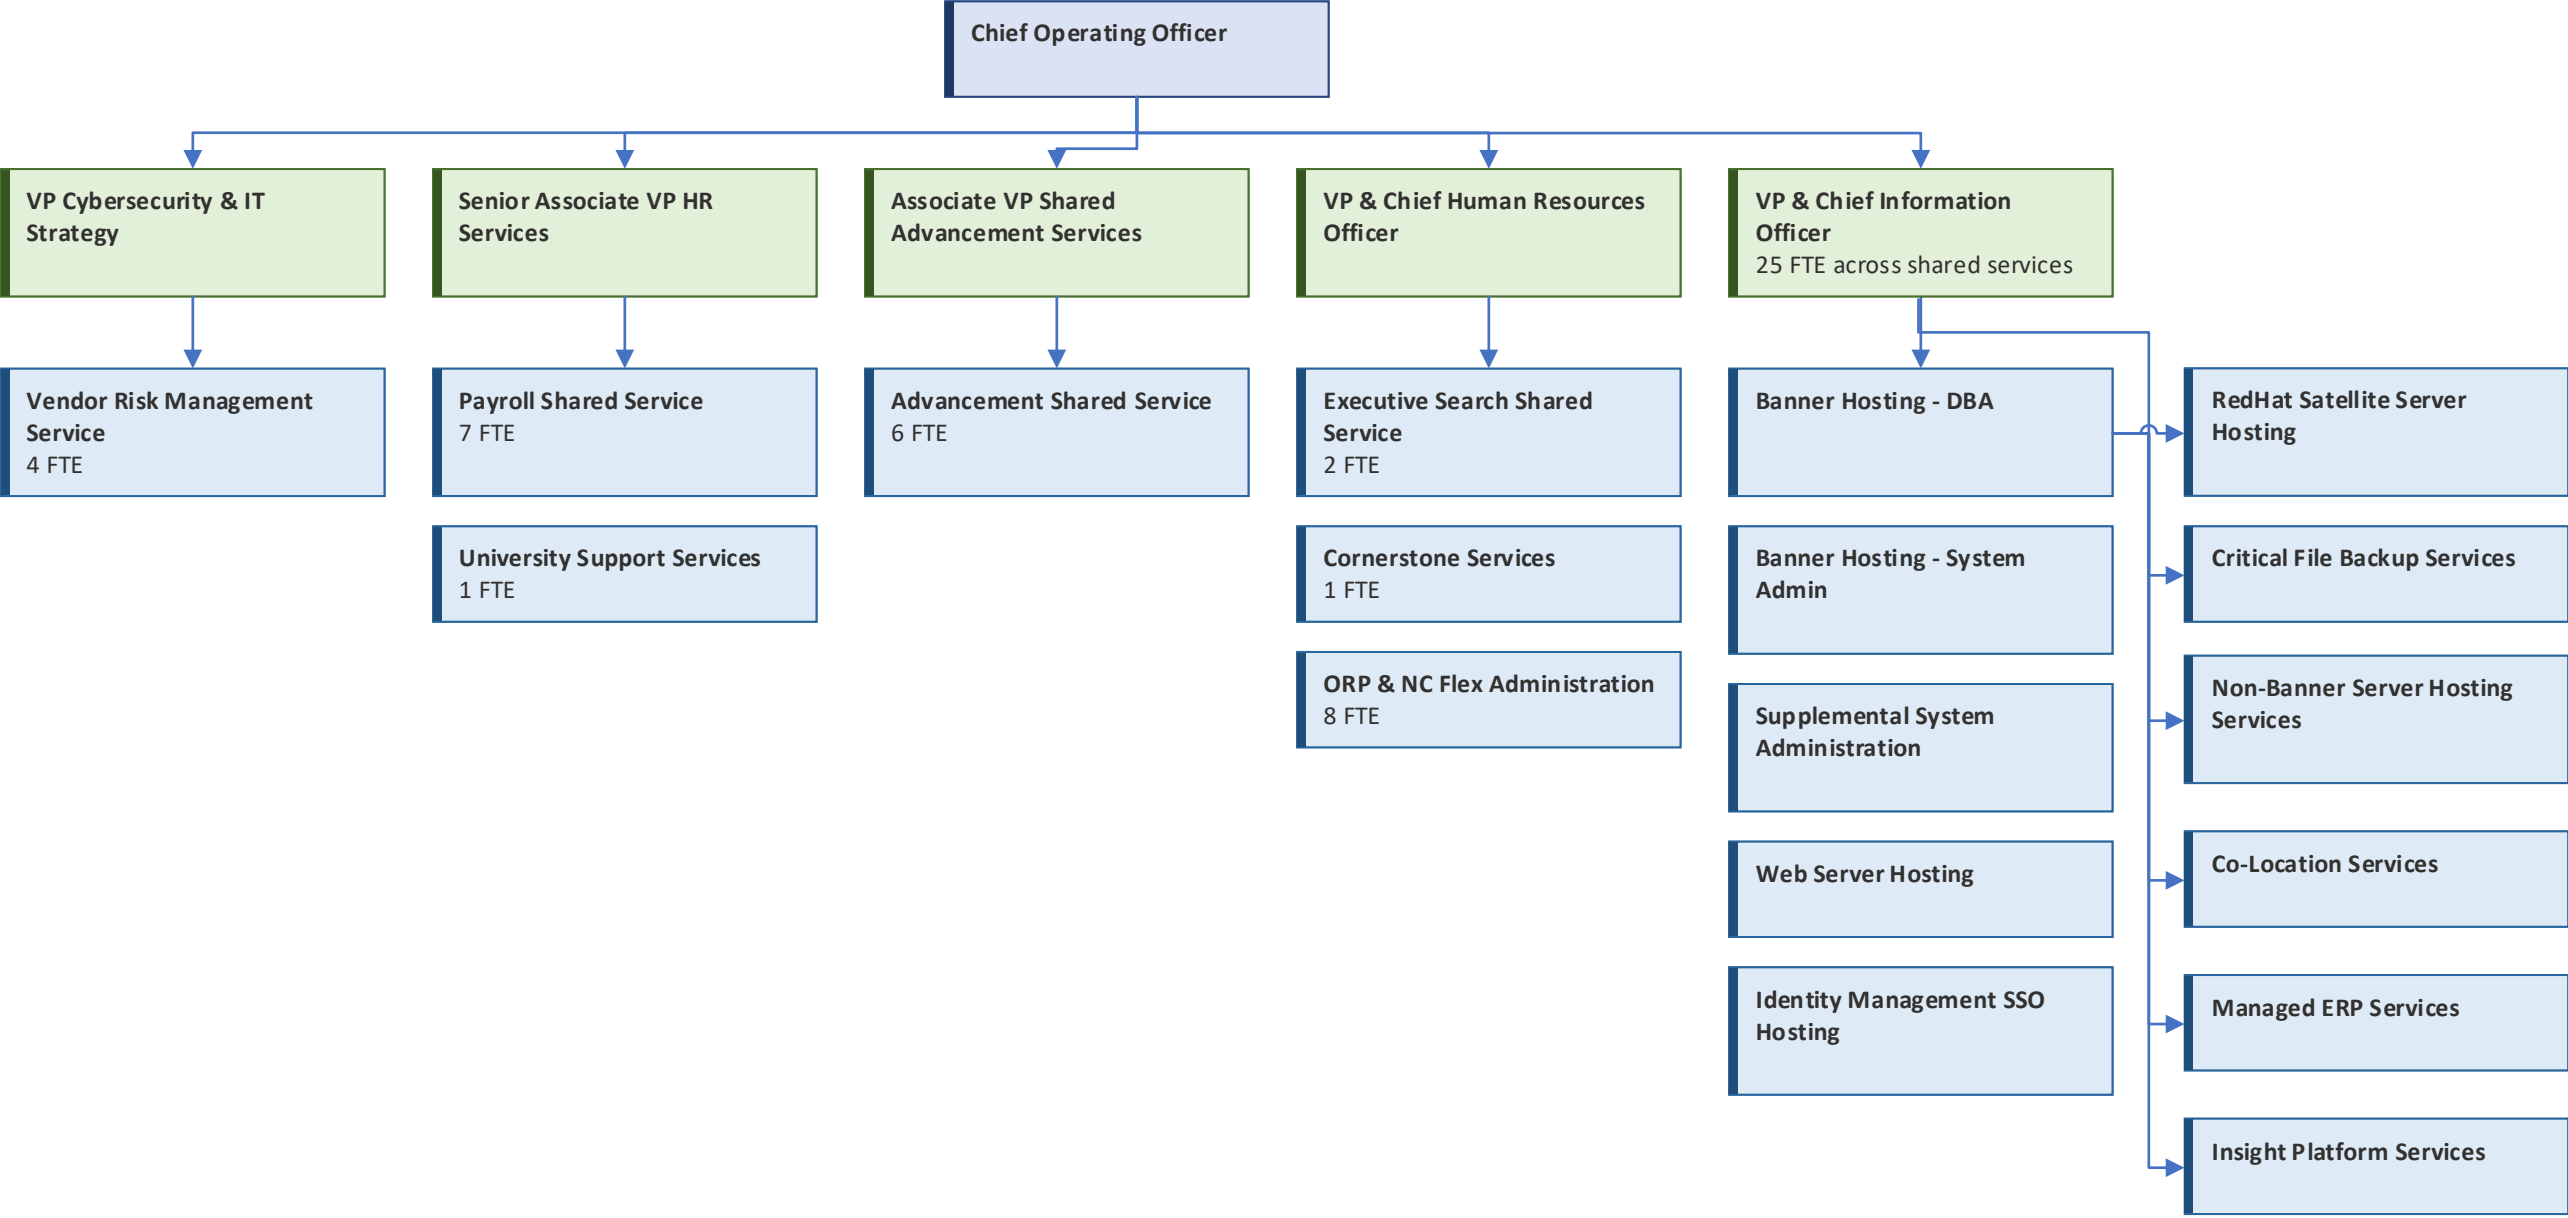 Chief Operating Officer
VP Cybersecurity & IT
Strategy
Senior Associate VP HR
Services
Associate VP Shared
Advancement Services
VP & Chief Human Resources
Officer
VP & Chief Information
Officer
25 FTE across shared services
Vendor Risk Management
Service
4 FTE
Payroll Shared Service
7 FTE
University Support Services
1 FTE
Advancement Shared Service
6 FTE
Executive Search Shared
Service
2 FTE
Cornerstone Services
1 FTE
ORP & NC Flex Administration
8 FTE
Banner Hosting - DBA
Banner Hosting - System
Admin
Supplemental System
Administration
Web Server Hosting
Identity Management SSO
Hosting
RedHat Satellite Server
Hosting
Critical File Backup Services
Non-Banner Server Hosting
Services
Co-Location Services
Managed ERP Services
Insight Platform Services